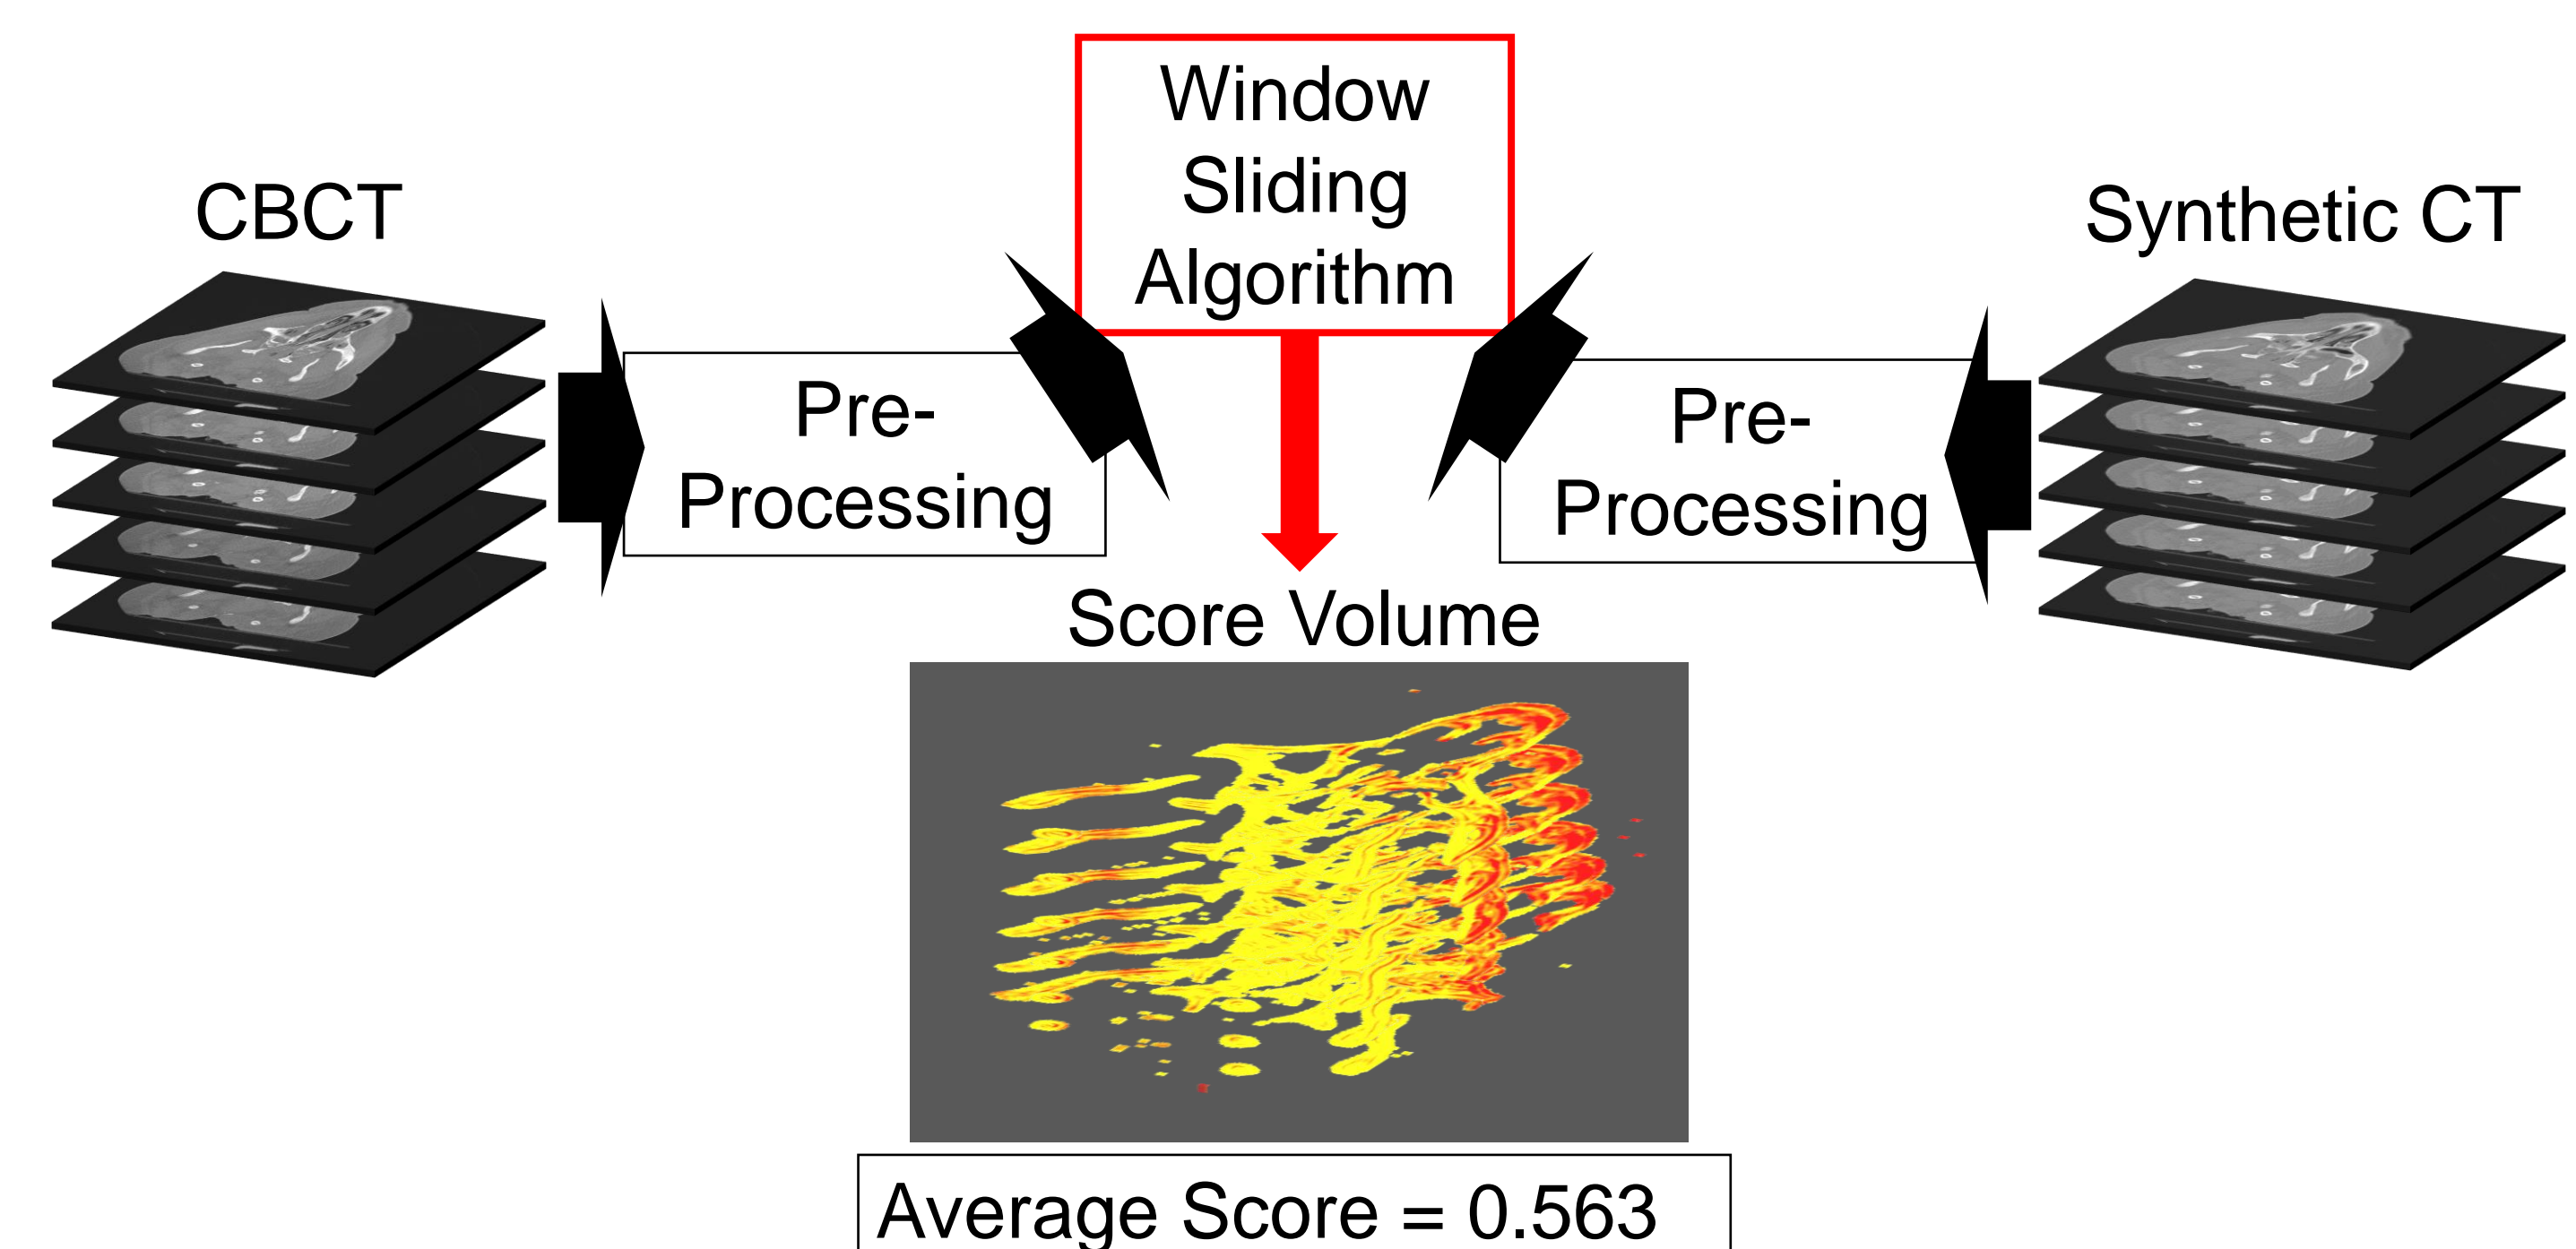 Window
Sliding
Algorithm
CBCT
Synthetic CT
Pre-
Processing
Pre-
Processing
Score Volume
Average Score = 0.563